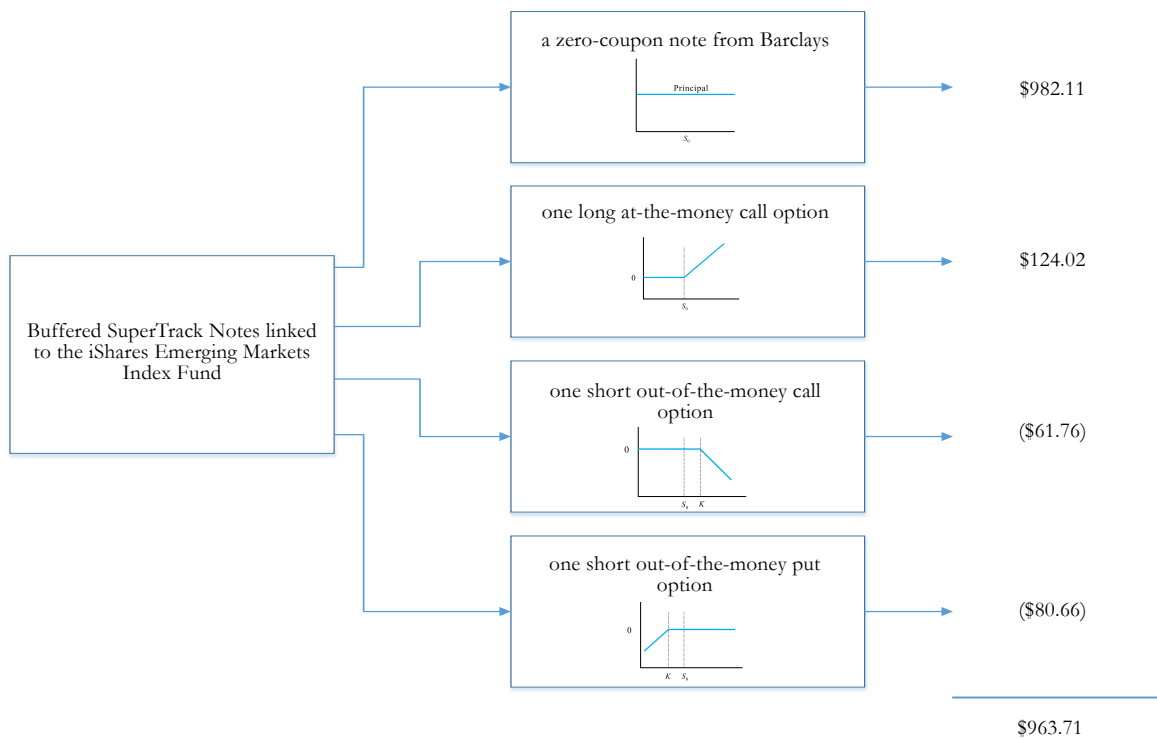 a zero-coupon note from Barclays
Principal
S₀
$982.11
one long at-the-money call option
0
S₀
$124.02
Buffered SuperTrack Notes linked
to the iShares Emerging Markets
Index Fund
one short out-of-the-money call
option
0
S₀ K
($61.76)
one short out-of-the-money put
option
0
K S₀
($80.66)
$963.71